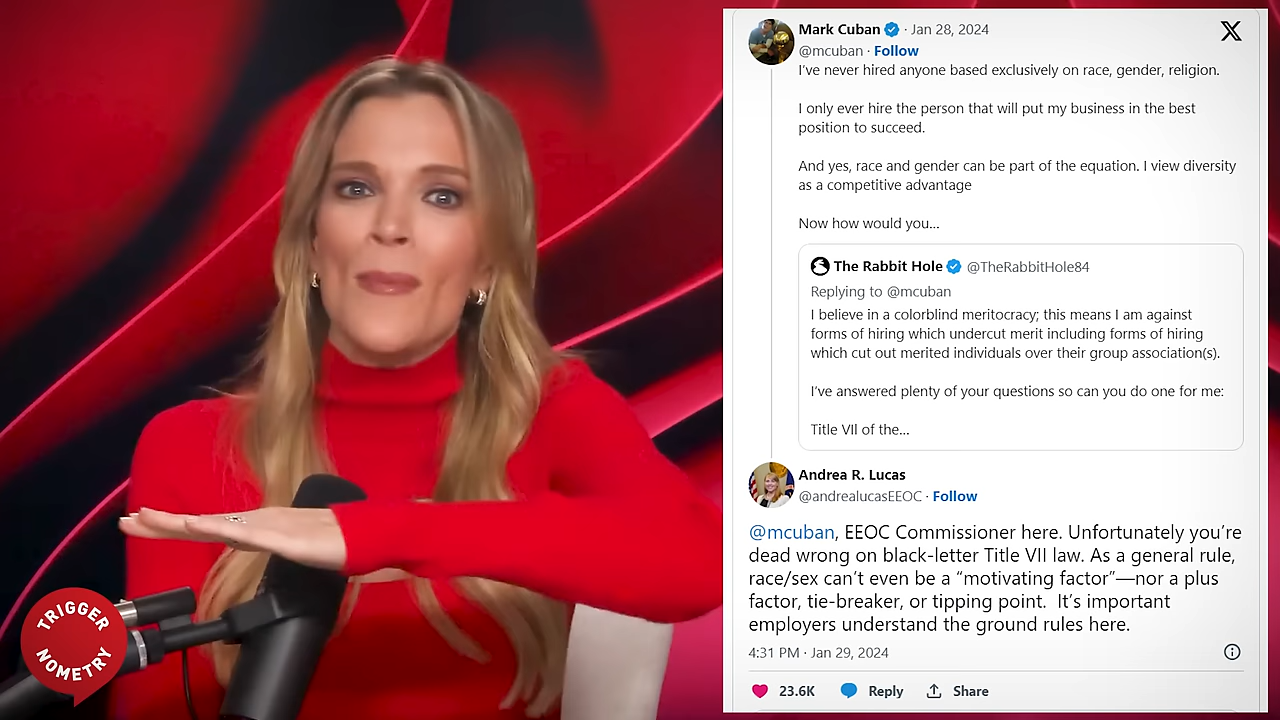 Mark Cuban · Jan 28, 2024
@mcuban · Follow
I've never hired anyone based exclusively on race, gender, religion.
I only ever hire the person that will put my business in the best
position to succeed.
And yes, race and gender can be part of the equation. I view diversity
as a competitive advantage
Now how would you...
The Rabbit Hole @TheRabbitHole84
Replying to @mcuban
I believe in a colorblind meritocracy; this means I am against
forms of hiring which undercut merit including forms of hiring
which cut out merited individuals over their group association(s).
I've answered plenty of your questions so can you do one for me:
Title VII of the...
Andrea R. Lucas
@andrealucasEEOC · Follow
@mcuban, EEOC Commissioner here. Unfortunately you're
dead wrong on black-letter Title VII law. As a general rule,
race/sex can't even be a “motivating factor”—nor a plus
factor, tie-breaker, or tipping point. It's important
employers understand the ground rules here.
4:31 PM · Jan 29, 2024
23.6K Reply Share
TRIGGER
NOMETRY